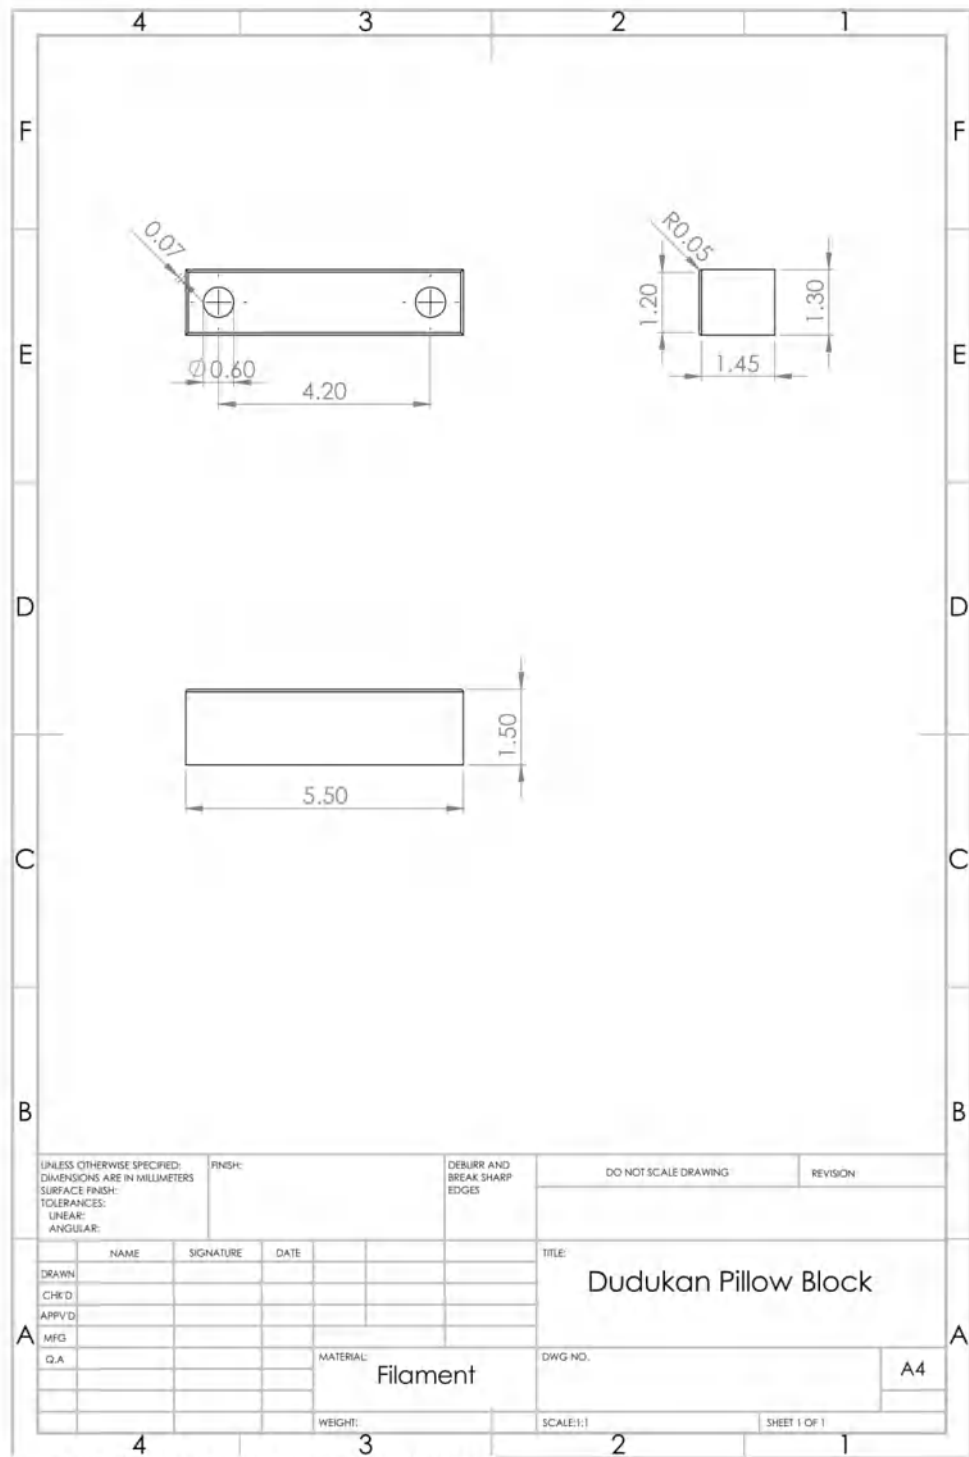 4 3 2 1
F F
0.07
R0.05
1.20
1.30
E E
Ø0.60
1.45
4.20
D D
1.50
5.50
C C
B B
UNLESS OTHERWISE SPECIFIED:
DIMENSIONS ARE IN MILLIMETERS
SURFACE FINISH:
TOLERANCES:
LINEAR:
ANGULAR:
FINISH:
DEBURR AND
BREAK SHARP
EDGES
DO NOT SCALE DRAWING
REVISION
NAME SIGNATURE DATE
DRAWN
CHK'D
APPV'D
MFG
Q.A
TITLE:
Dudukan Pillow Block
A A
MATERIAL:
Filament
DWG NO.
A4
WEIGHT:
SCALE:1:1
SHEET 1 OF 1
4 3 2 1